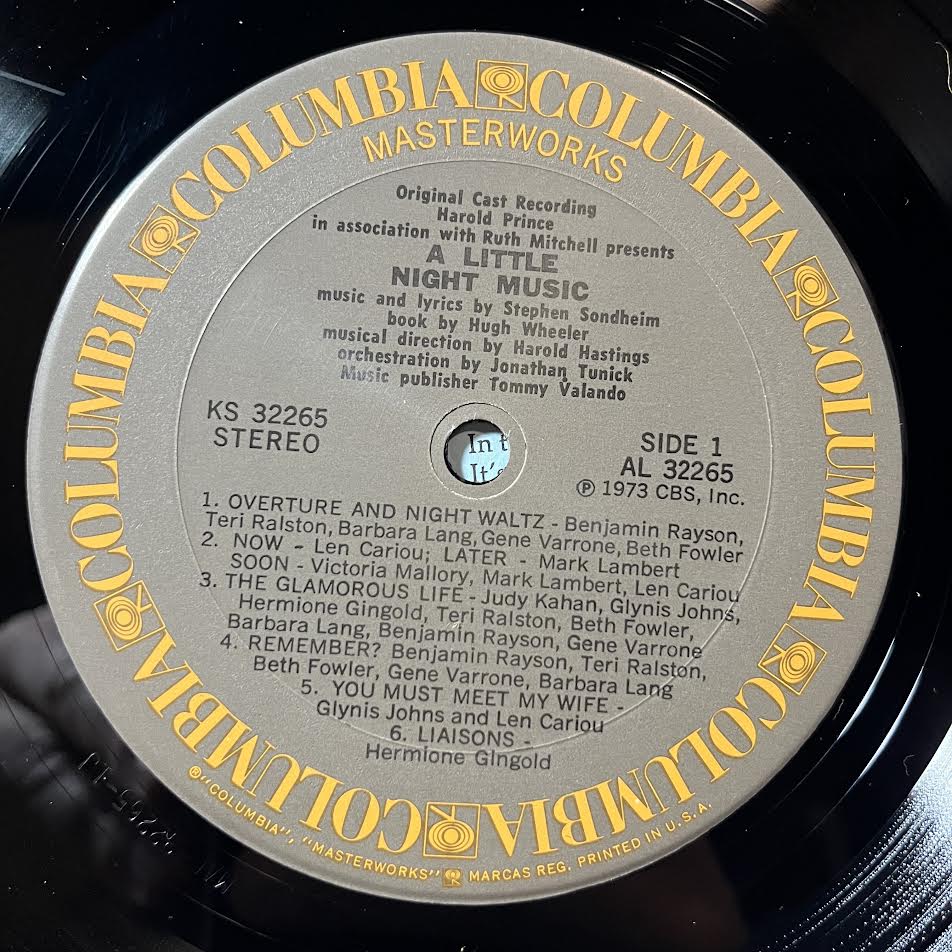 COLUMBIA COLUMBIA COLUMBIA COLUMBIA COLUMBIA COLUMBIA COLUMBIA COLUMBIA
MASTERWORKS
Original Cast Recording
Harold Prince
in association with Ruth Mitchell presents
A LITTLE
NIGHT MUSIC
music and lyrics by Stephen Sondheim
book by Hugh Wheeler
musical direction by Harold Hastings
orchestration by Jonathan Tunick
Music publisher Tommy Valando
KS 32265
STEREO
In t
It's
SIDE 1
AL 32265
Ⓟ 1973 CBS, Inc.
1. OVERTURE AND NIGHT WALTZ - Benjamin Rayson,
Teri Ralston, Barbara Lang, Gene Varrone, Beth Fowler
2. NOW - Len Cariou; LATER - Mark Lambert
SOON - Victoria Mallory, Mark Lambert, Len Cariou
3. THE GLAMOROUS LIFE - Judy Kahan, Glynis Johns,
Hermione Gingold, Teri Ralston, Beth Fowler,
Barbara Lang, Benjamin Rayson, Gene Varrone
4. REMEMBER? Benjamin Rayson, Teri Ralston,
Beth Fowler, Gene Varrone, Barbara Lang
5. YOU MUST MEET MY WIFE -
Glynis Johns and Len Cariou
6. LIAISONS -
Hermione Gingold
®"COLUMBIA", "MASTERWORKS" MARCAS REG. PRINTED IN U.S.A.